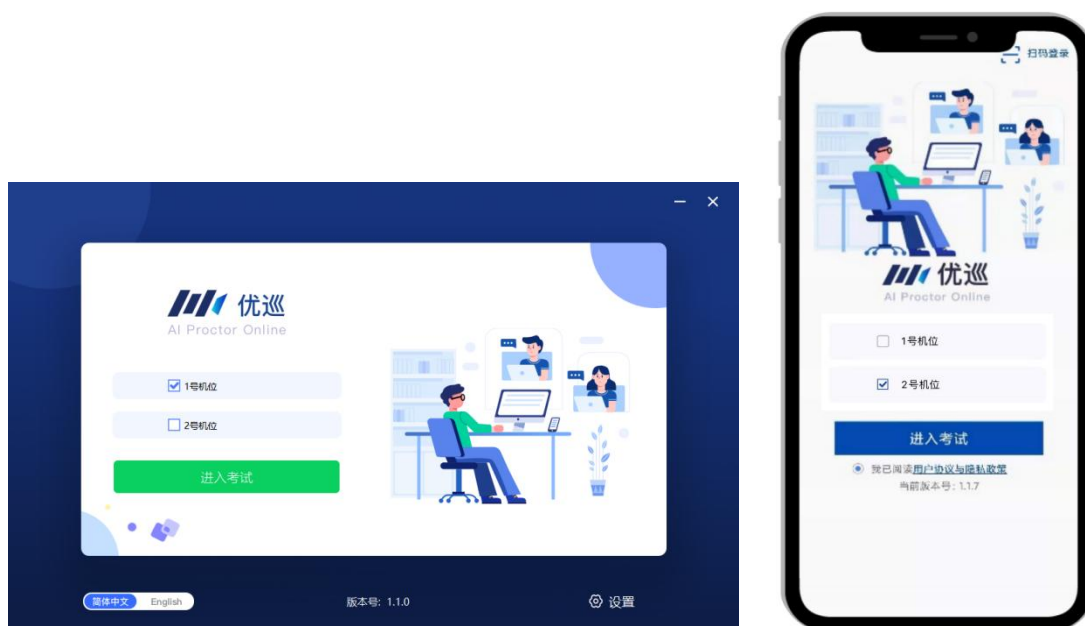 优巡
AI Proctor Online
1号机位
2号机位
进入考试
简体中文 English
版本号: 1.1.0
设置
扫码登录
优巡
AI Proctor Online
1号机位
2号机位
进入考试
我已阅读用户协议与隐私政策
当前版本号: 1.1.7